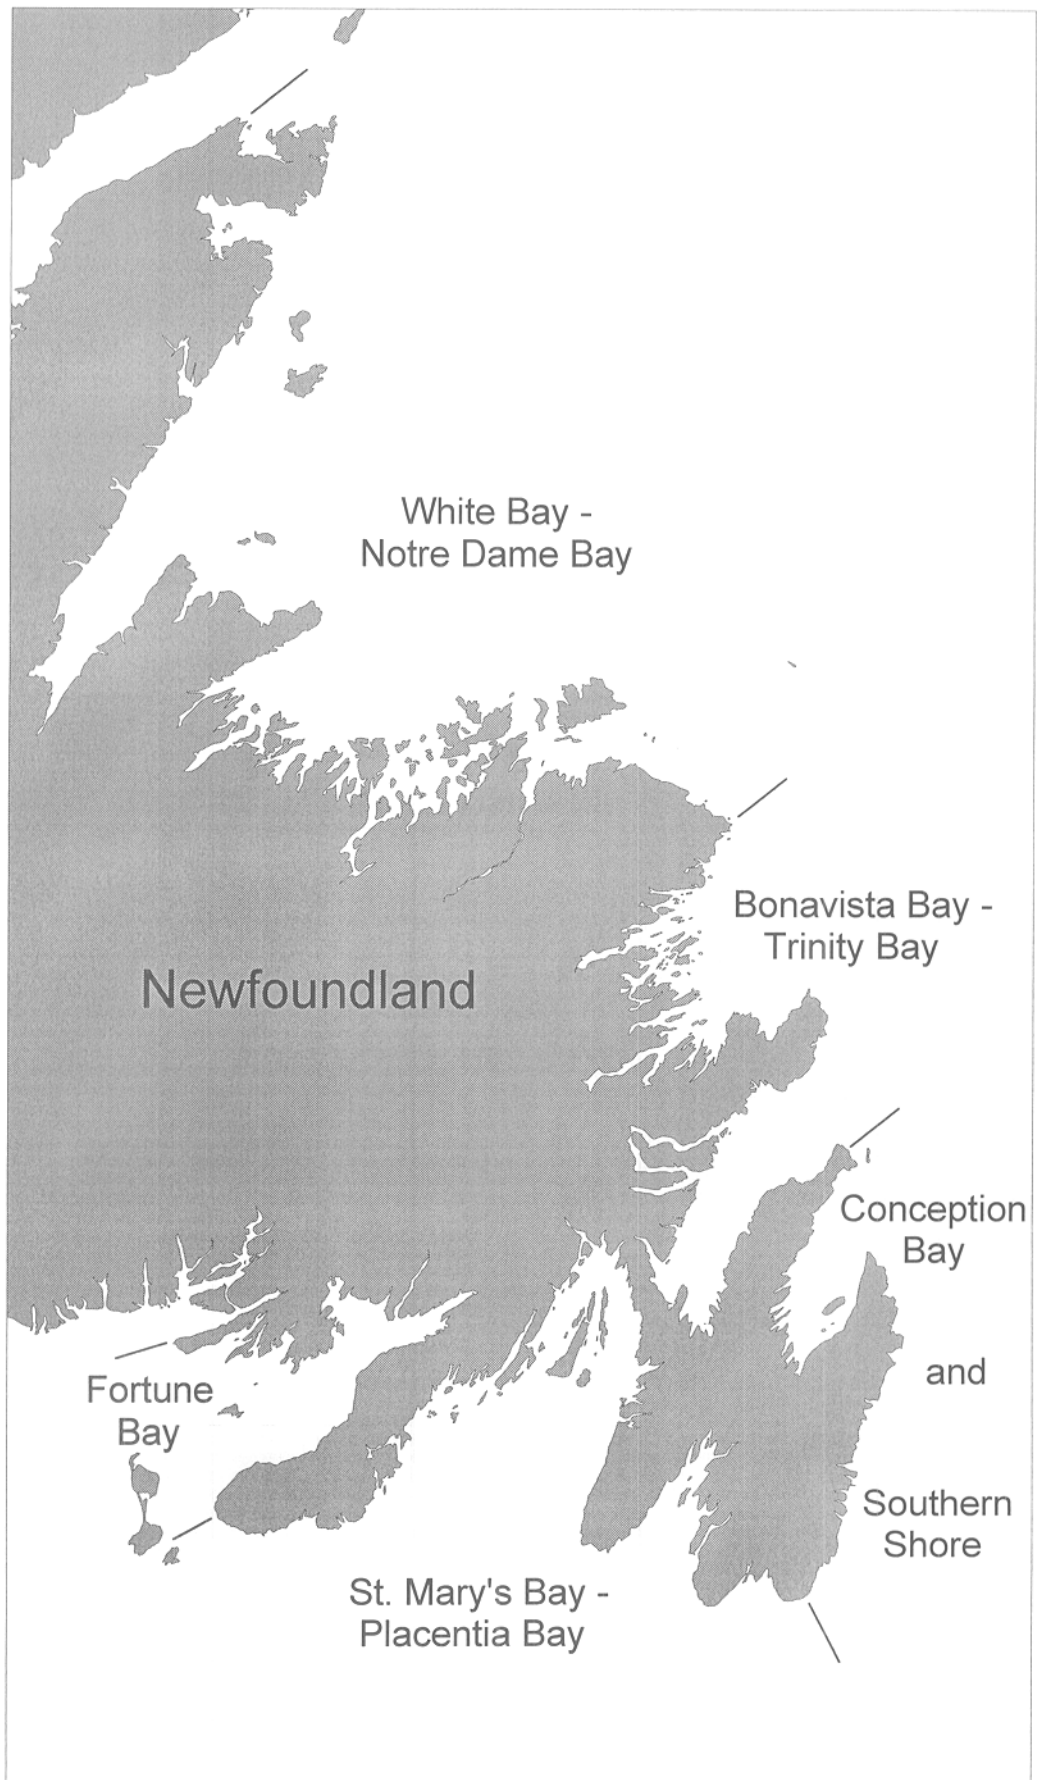 White Bay -
Notre Dame Bay
Bonavista Bay -
Trinity Bay
Newfoundland
Conception
Bay
and
Fortune
Bay
Southern
Shore
St. Mary's Bay -
Placentia Bay